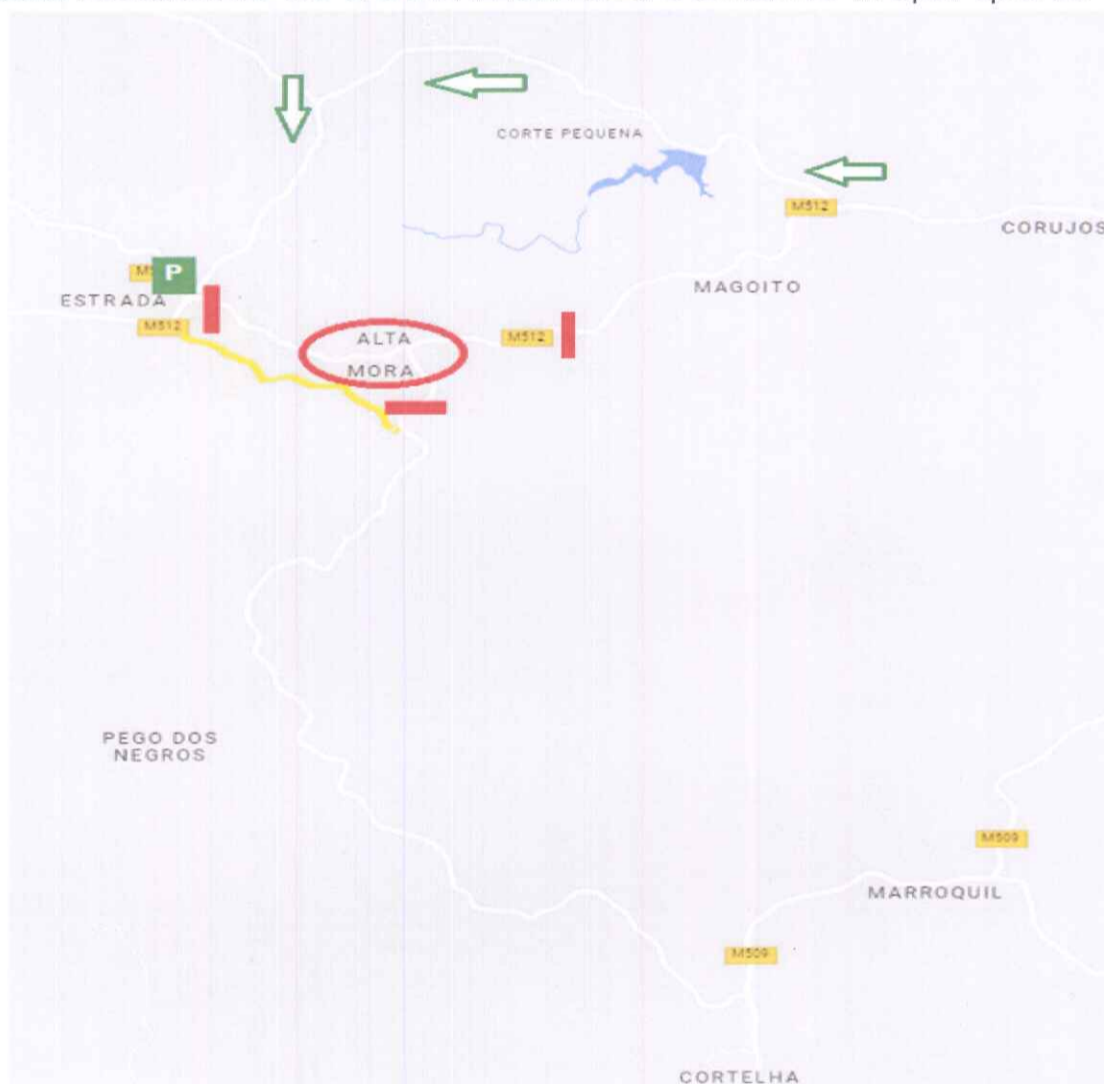 CORTE PEQUENA
M512
CORUJOS
P
MAGOITO
ESTRADA
M512
ALTA
MORA
M512
PEGO DOS
NEGROS
M509
MARROQUIL
M509
CORTELHA